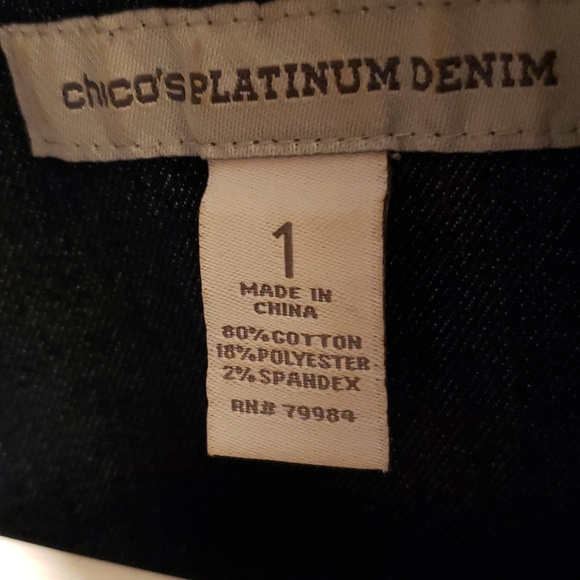 chico's PLATINUM DENIM
1
MADE IN
CHINA
80% COTTON
18% POLYESTER
2% SPANDEX
RN# 79984